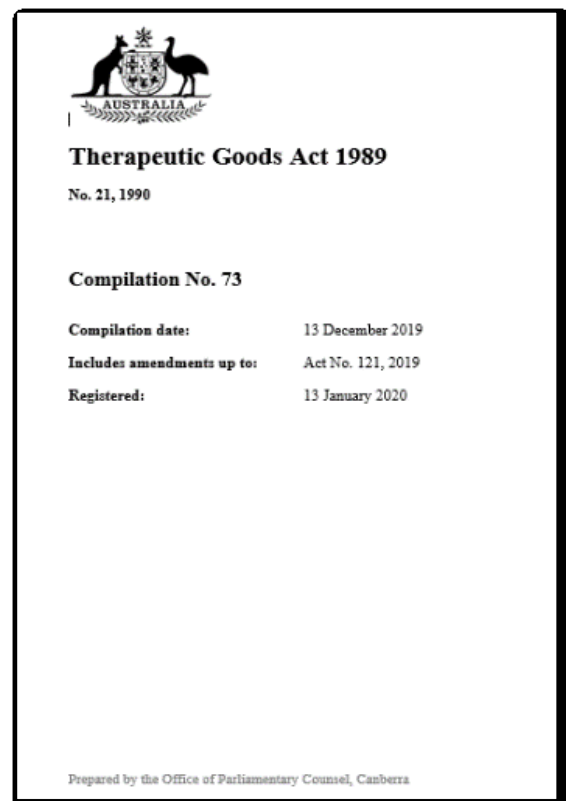 AUSTRALIA
Therapeutic Goods Act 1989
No. 21, 1990
Compilation No. 73
Compilation date: 13 December 2019
Includes amendments up to: Act No. 121, 2019
Registered: 13 January 2020
Prepared by the Office of Parliamentary Counsel, Canberra